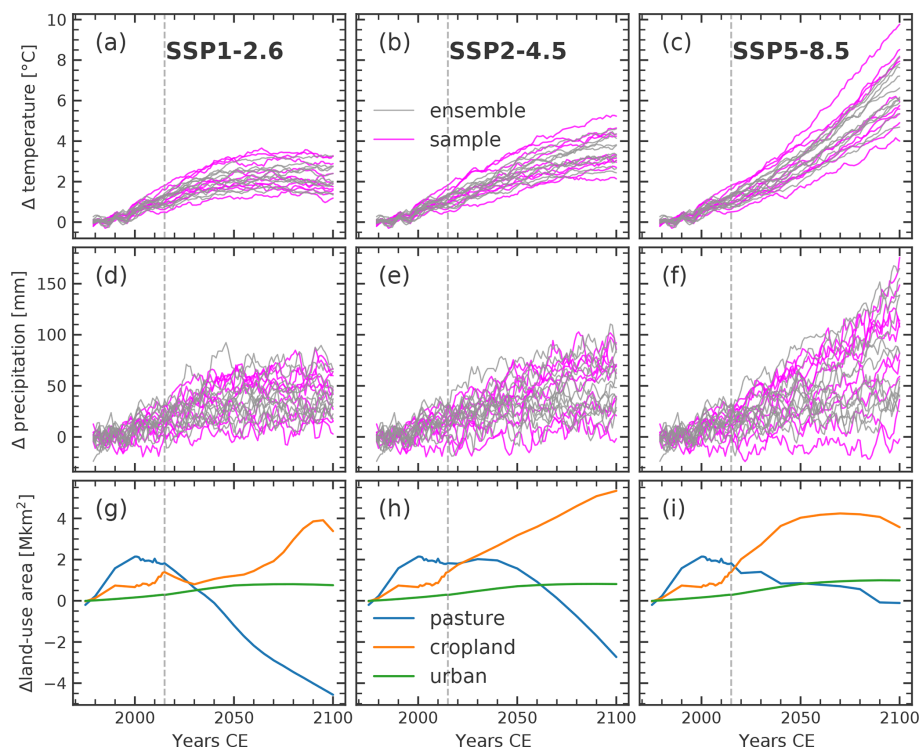 (a) SSP1-2.6
(b) SSP2-4.5
(c) SSP5-8.5
ensemble
sample
Δ temperature [°C]
10
8
6
4
2
0
(d)
(e)
(f)
Δ precipitation [mm]
150
100
50
0
(g)
(h)
(i)
pasture
cropland
urban
Δland-use area [Mkm²]
4
2
0
−2
−4
2000 2050 2100
2000 2050 2100
2000 2050 2100
Years CE
Years CE
Years CE